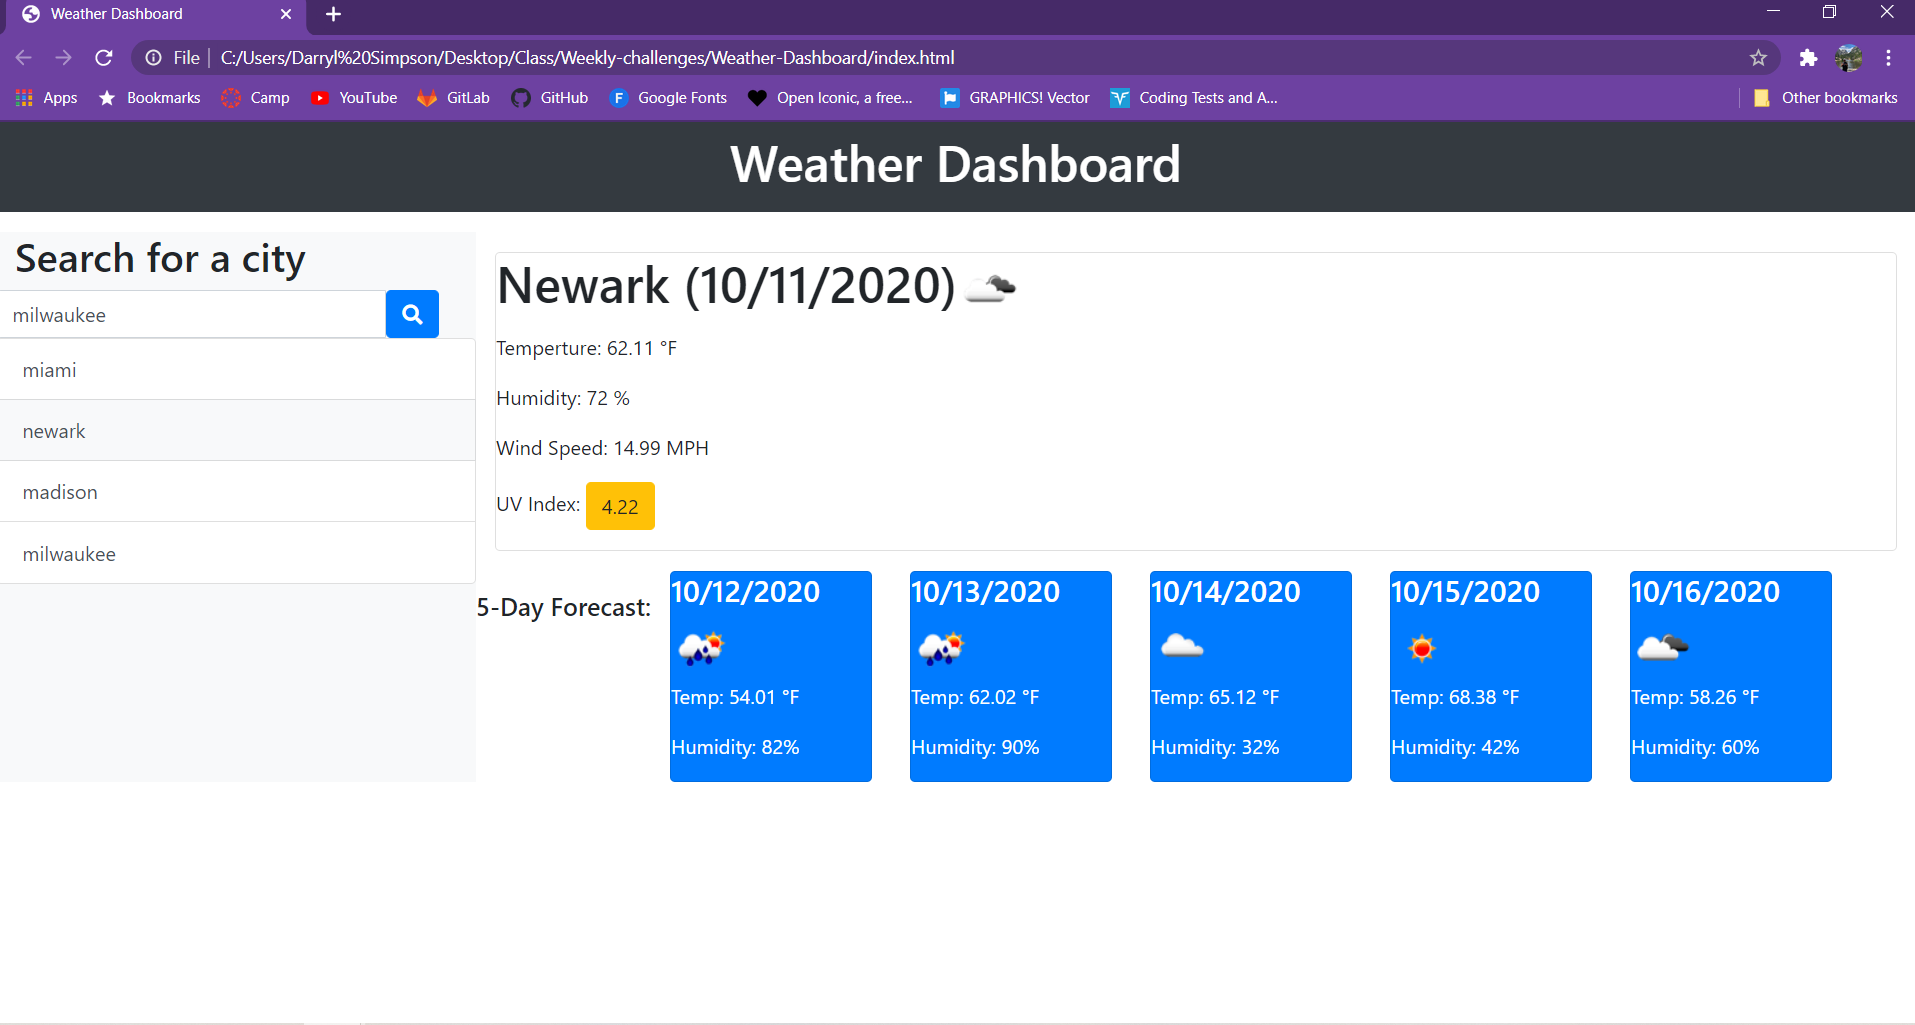 Weather Dashboard
File | C:/Users/Darryl%20Simpson/Desktop/Class/Weekly-challenges/Weather-Dashboard/index.html
Apps Bookmarks Camp YouTube GitLab GitHub F Google Fonts Open Iconic, a free... GRAPHICS! Vector Coding Tests and A... Other bookmarks
Weather Dashboard
Search for a city
milwaukee
miami
newark
madison
milwaukee
Newark (10/11/2020)
Temperture: 62.11 °F
Humidity: 72 %
Wind Speed: 14.99 MPH
UV Index: 4.22
5-Day Forecast:
10/12/2020
Temp: 54.01 °F
Humidity: 82%
10/13/2020
Temp: 62.02 °F
Humidity: 90%
10/14/2020
Temp: 65.12 °F
Humidity: 32%
10/15/2020
Temp: 68.38 °F
Humidity: 42%
10/16/2020
Temp: 58.26 °F
Humidity: 60%